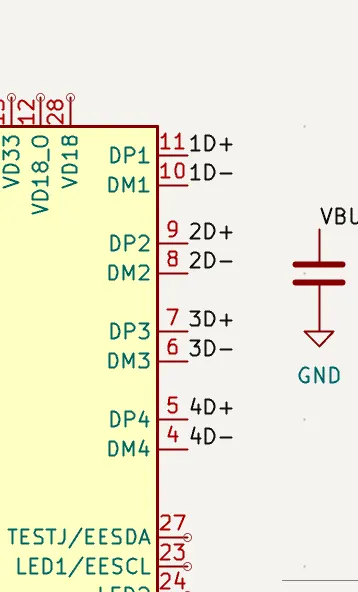 12
28
VD33
VD18_O
VD18
DP1 11 1D+
DM1 10 1D-
DP2 9 2D+
DM2 8 2D-
VBU
DP3 7 3D+
DM3 6 3D-
GND
DP4 5 4D+
DM4 4 4D-
TESTJ/EESDA 27
LED1/EESCL 23
24